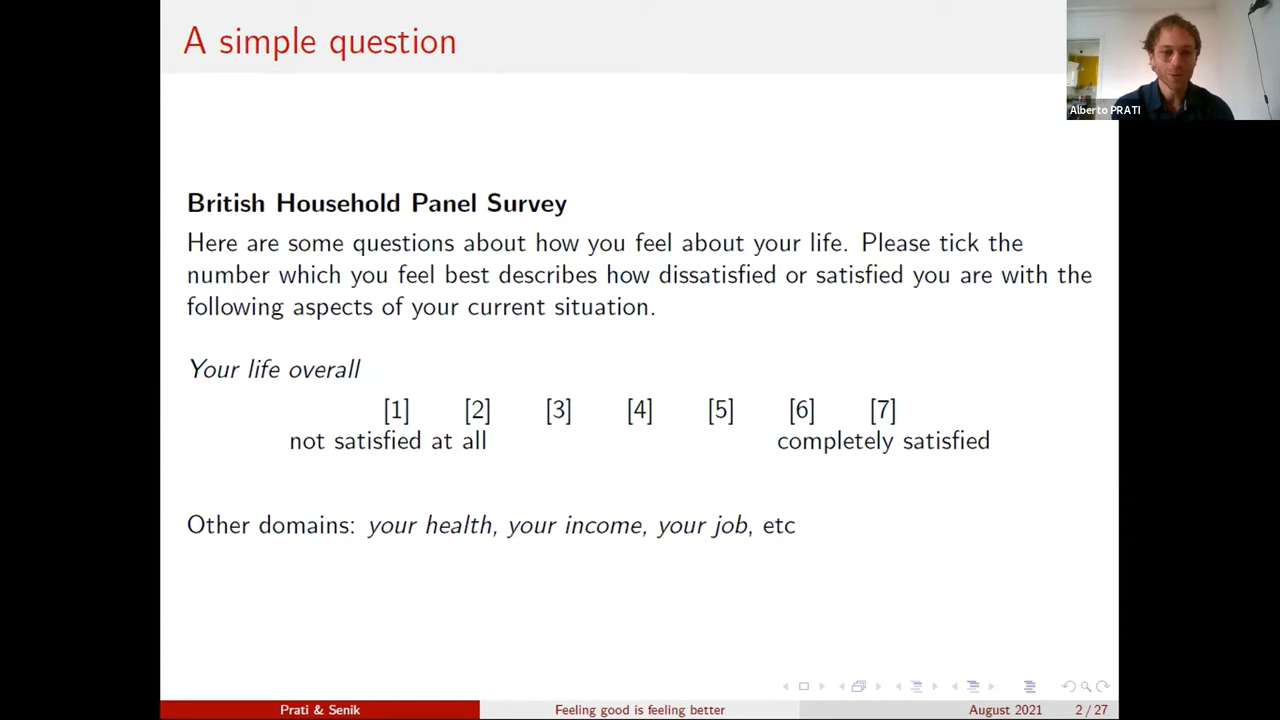 A simple question
Alberto PRATI
British Household Panel Survey
Here are some questions about how you feel about your life. Please tick the
number which you feel best describes how dissatisfied or satisfied you are with the
following aspects of your current situation.
Your life overall
[1] [2] [3] [4] [5] [6] [7]
not satisfied at all completely satisfied
Other domains: your health, your income, your job, etc
Prati & Senik Feeling good is feeling better August 2021 2 / 27